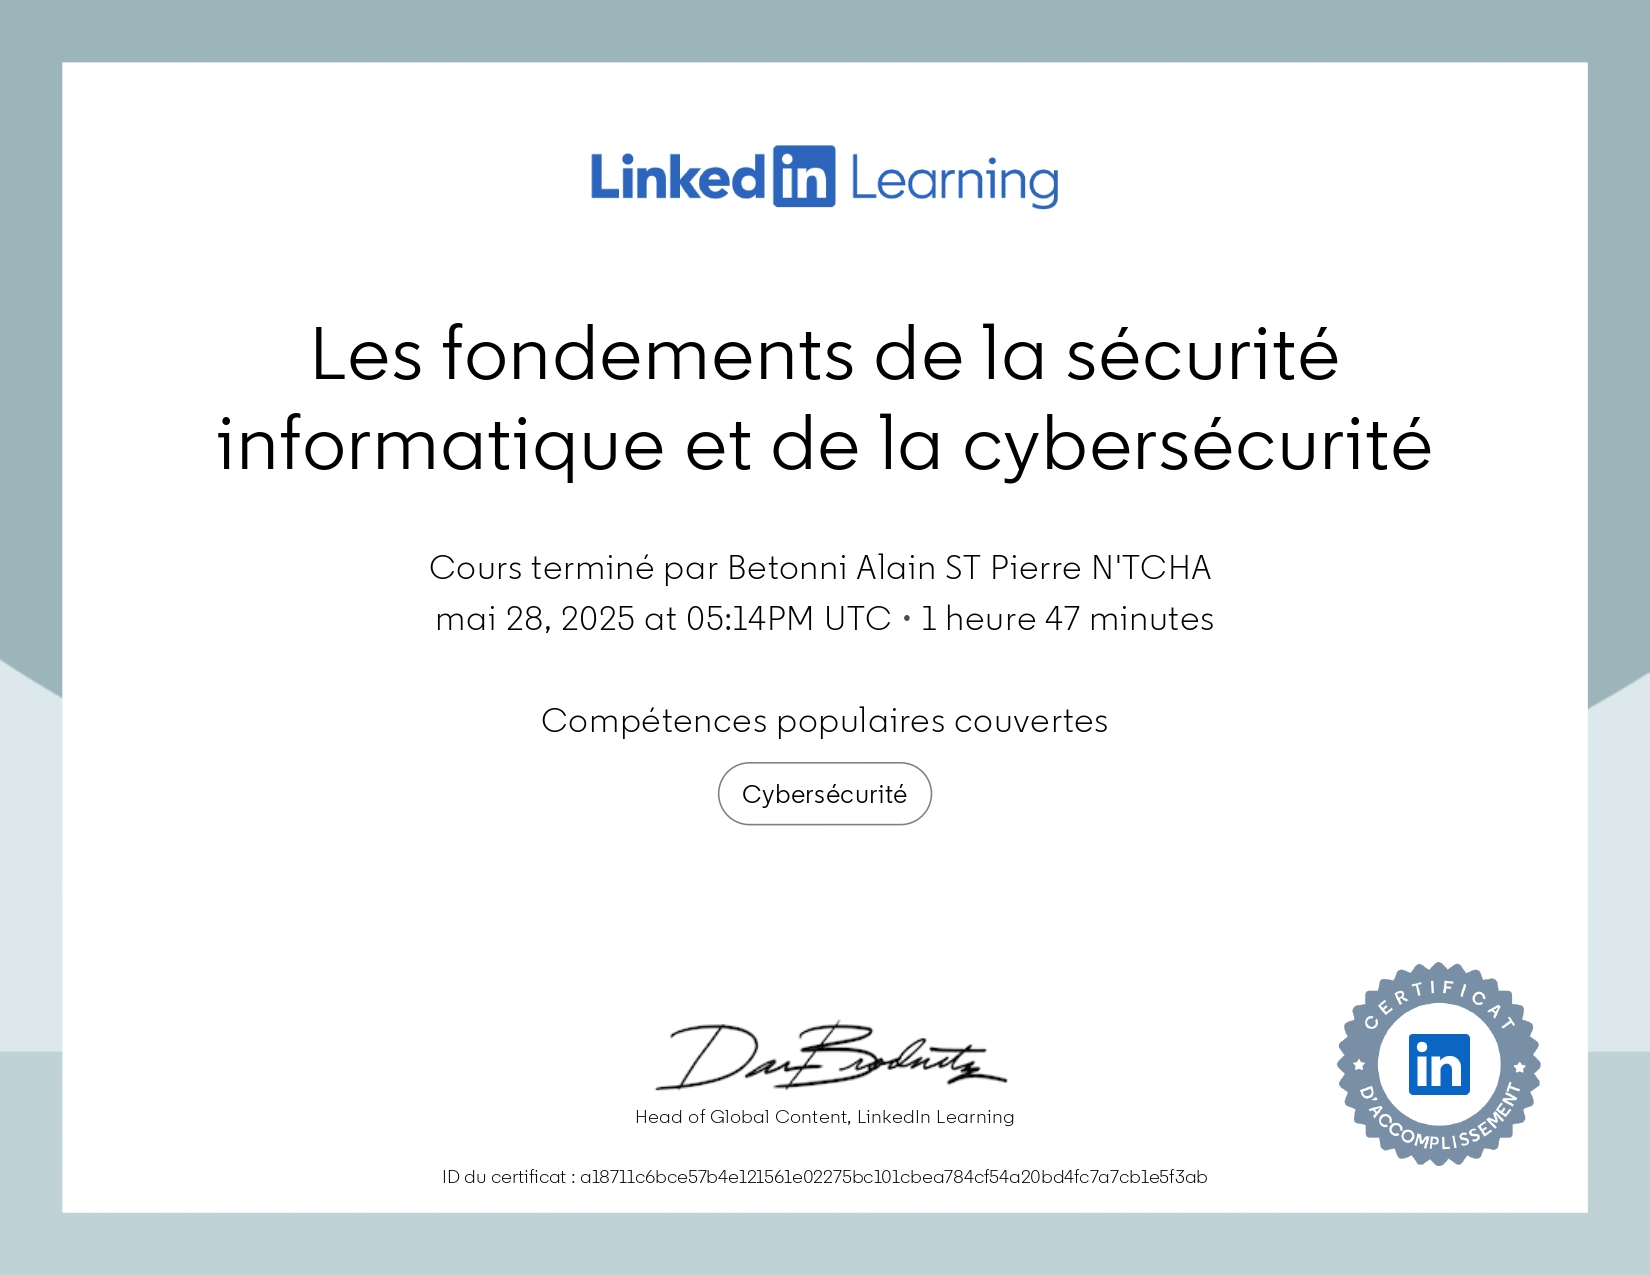 LinkedIn Learning
Les fondements de la sécurité
informatique et de la cybersécurité
Cours terminé par Betonni Alain ST Pierre N'TCHA
mai 28, 2025 at 05:14PM UTC • 1 heure 47 minutes
Compétences populaires couvertes
Cybersécurité
Dan Brodnitz
Head of Global Content, LinkedIn Learning
ID du certificat : a18711c6bce57b4e121561e02275bc101cbea784cf54a20bd4fc7a7cb1e5f3ab
CERTIFICAT
in
D'ACCOMPLISSEMENT